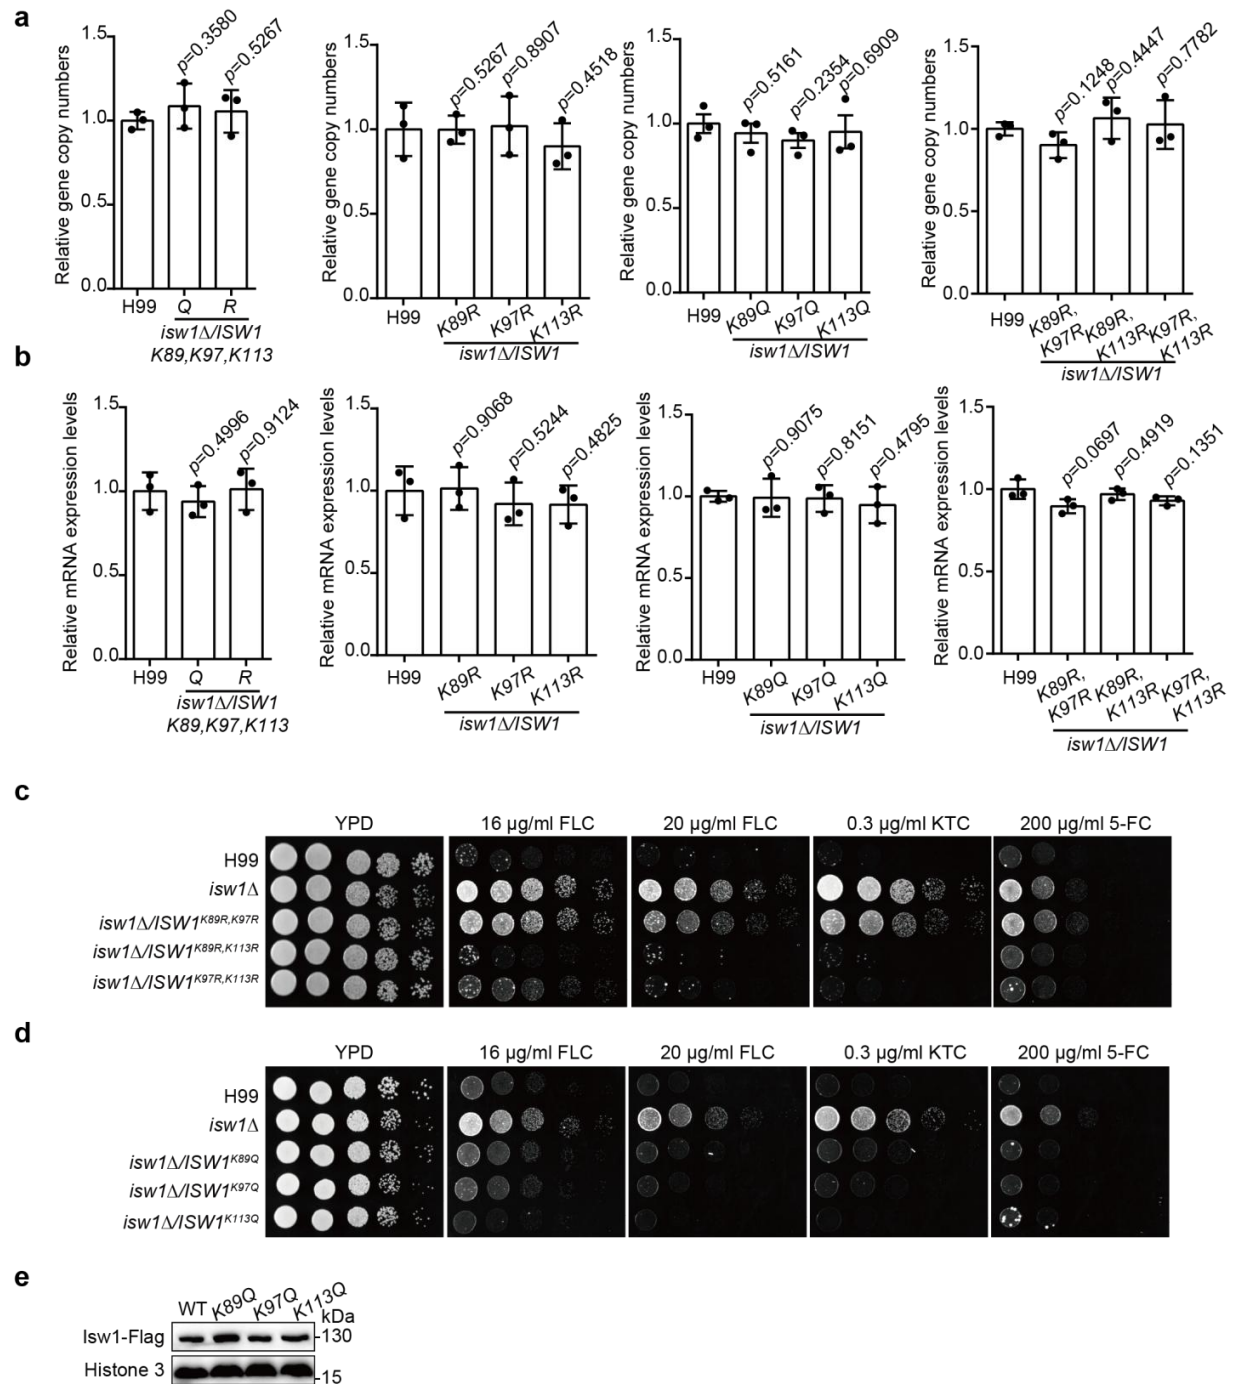 a
Relative gene copy numbers
1.5
1.0
0.5
0.0
p=0.3580
p=0.5267
H99
Q
R
isw1Δ/ISW1
K89,K97,K113
Relative gene copy numbers
1.5
1.0
0.5
0.0
p=0.5267
p=0.8907
p=0.4518
H99
K89R
K97R
K113R
isw1Δ/ISW1
Relative gene copy numbers
1.5
1.0
0.5
0.0
p=0.5161
p=0.2354
p=0.6909
H99
K89Q
K97Q
K113Q
isw1Δ/ISW1
Relative gene copy numbers
1.5
1.0
0.5
0.0
p=0.1248
p=0.4447
p=0.7782
H99
K89R,
K97R
K89R,
K113R
K97R,
K113R
isw1Δ/ISW1
b
Relative mRNA expression levels
1.5
1.0
0.5
0.0
p=0.4996
p=0.9124
H99
Q
R
isw1Δ/ISW1
K89,K97,K113
Relative mRNA expression levels
1.5
1.0
0.5
0.0
p=0.9068
p=0.5244
p=0.4825
H99
K89R
K97R
K113R
isw1Δ/ISW1
Relative mRNA expression levels
1.5
1.0
0.5
0.0
p=0.9075
p=0.8151
p=0.4795
H99
K89Q
K97Q
K113Q
isw1Δ/ISW1
Relative mRNA expression levels
1.5
1.0
0.5
0.0
p=0.0697
p=0.4919
p=0.1351
H99
K89R,
K97R
K89R,
K113R
K97R,
K113R
isw1Δ/ISW1
c
YPD 16 µg/ml FLC 20 µg/ml FLC 0.3 µg/ml KTC 200 µg/ml 5-FC
H99
isw1Δ
isw1Δ/ISW1K89R,K97R
isw1Δ/ISW1K89R,K113R
isw1Δ/ISW1K97R,K113R
d
YPD 16 µg/ml FLC 20 µg/ml FLC 0.3 µg/ml KTC 200 µg/ml 5-FC
H99
isw1Δ
isw1Δ/ISW1K89Q
isw1Δ/ISW1K97Q
isw1Δ/ISW1K113Q
e
WT K89Q K97Q K113Q
kDa
Isw1-Flag -130
Histone 3 -15